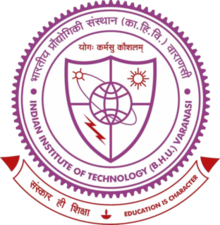 भारतीय प्रौद्योगिकी संस्थान (का.हि.वि.) वाराणसी
योगः कर्मसु कौशलम्
INDIAN INSTITUTE OF TECHNOLOGY (B.H.U.) VARANASI
संस्कार ही शिक्षा
EDUCATION IS CHARACTER